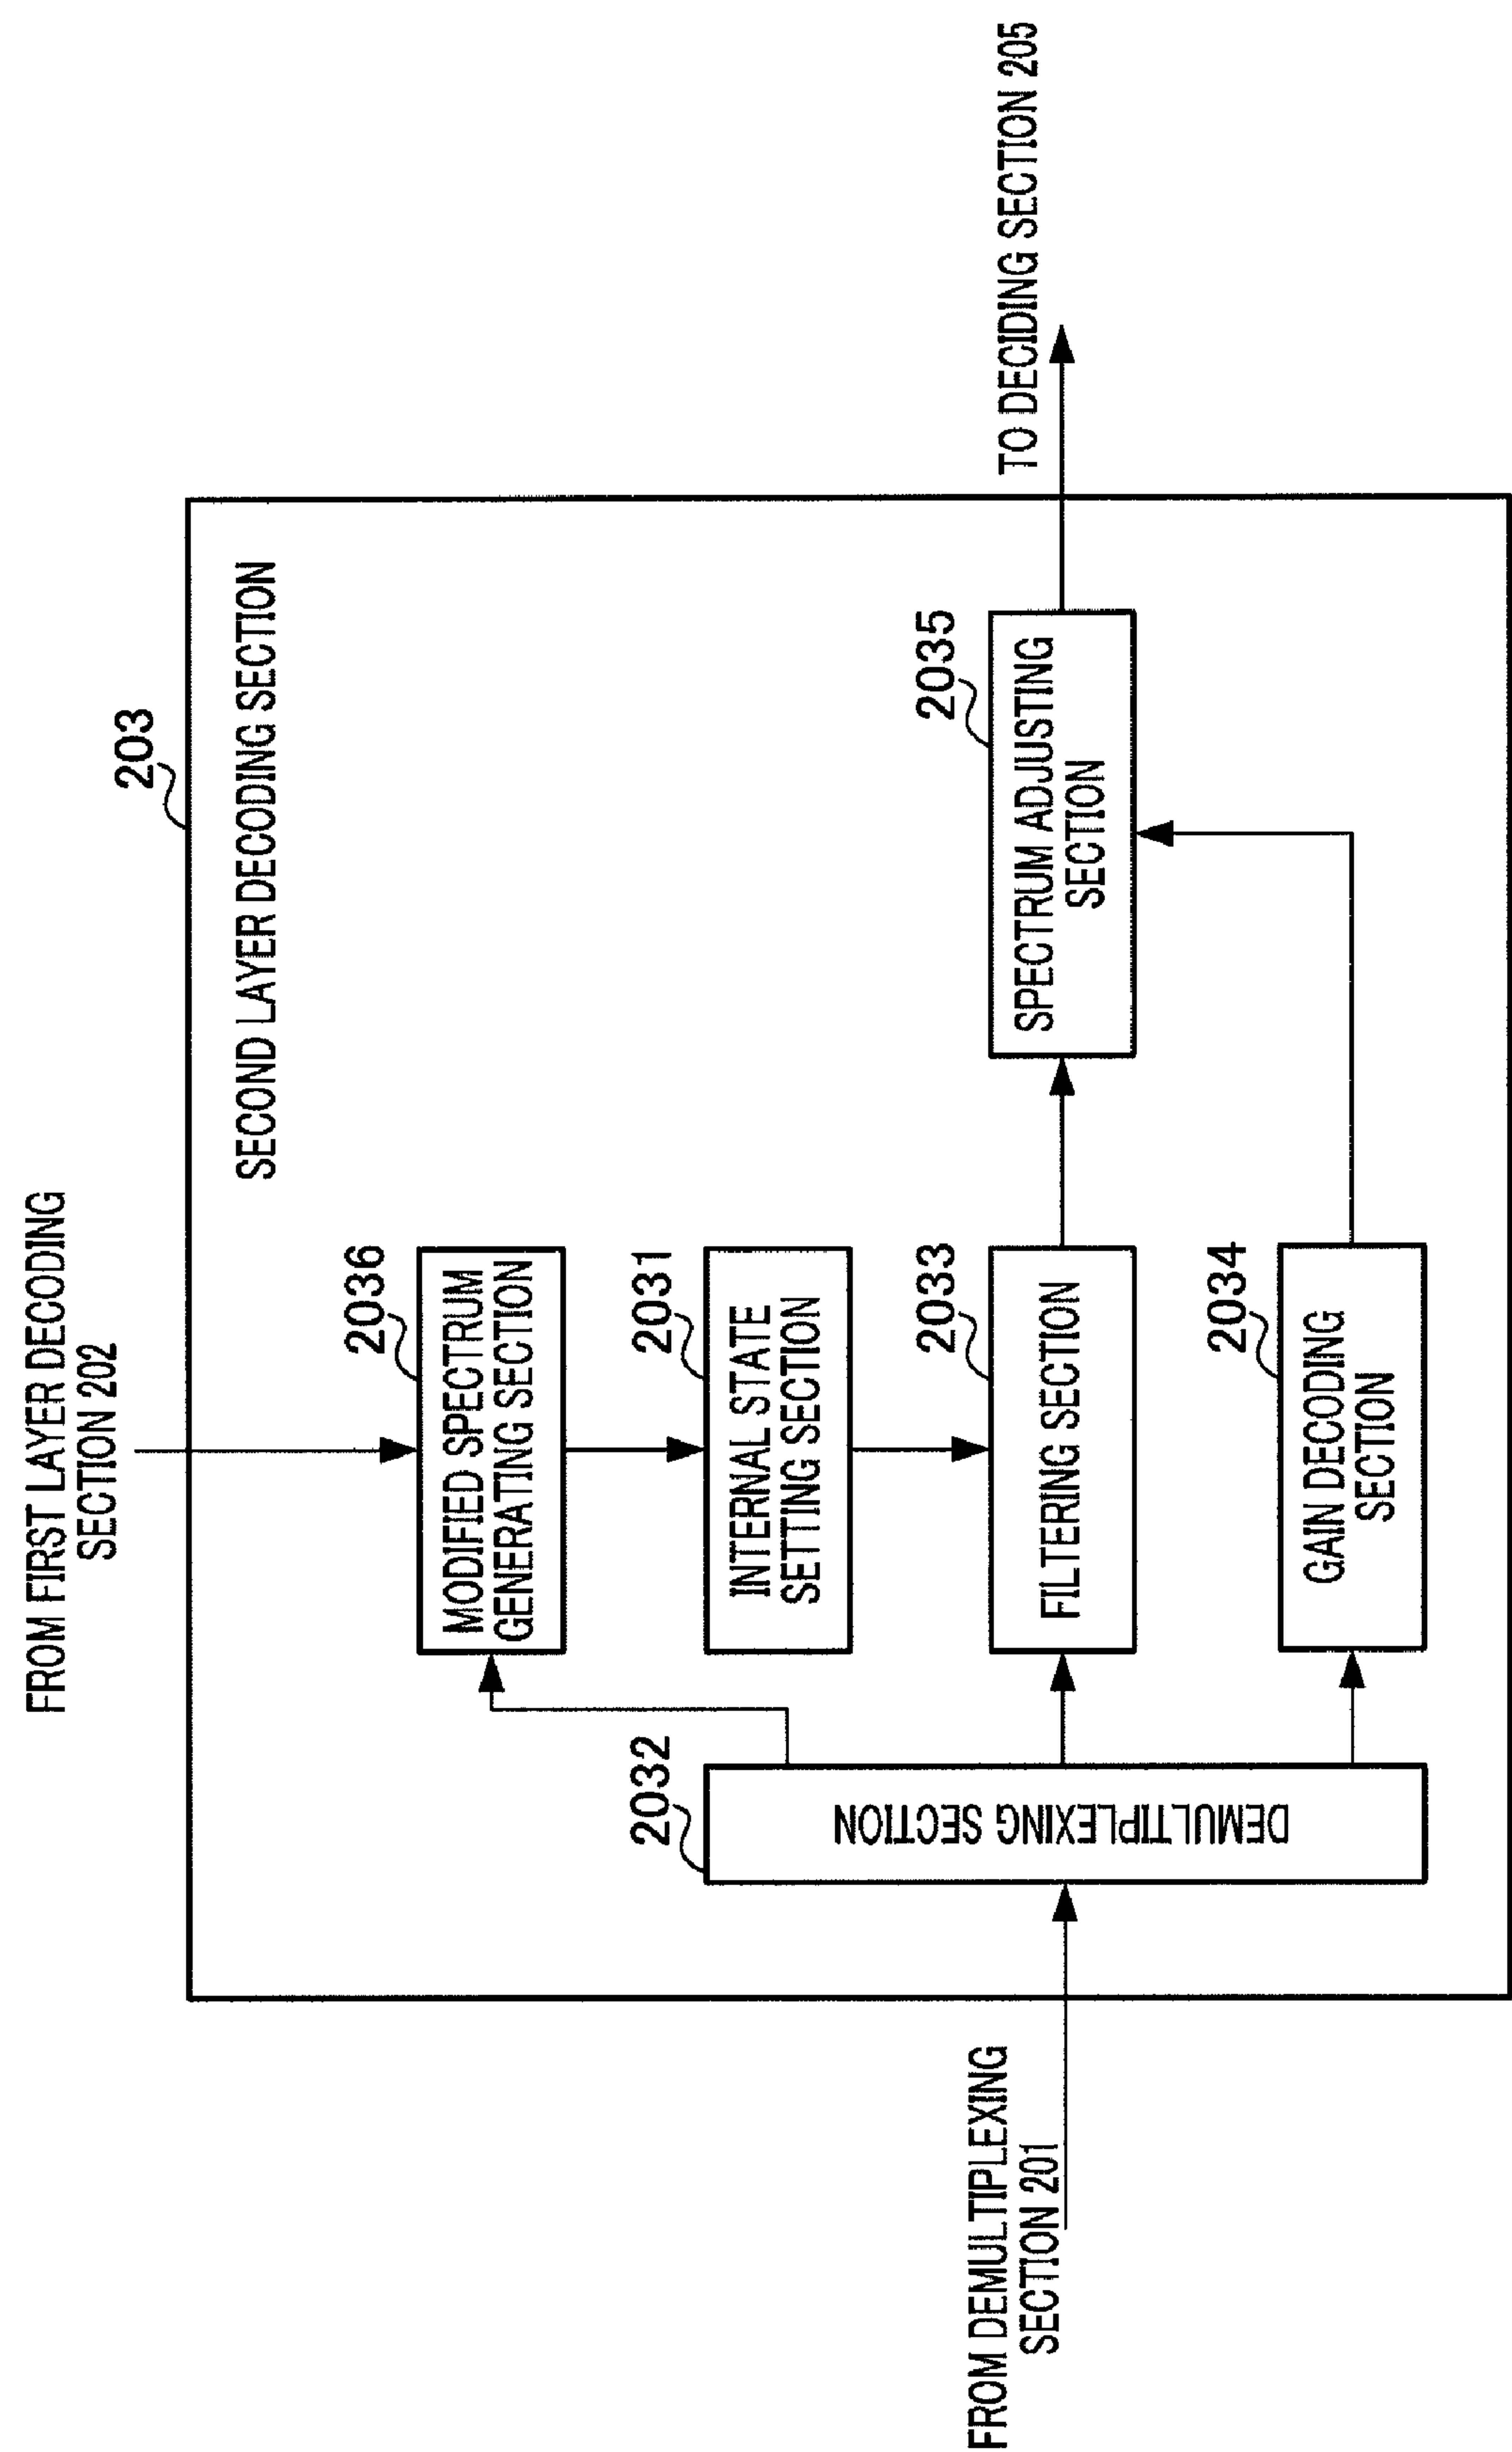 FROM FIRST LAYER DECODING
SECTION 202
203
SECOND LAYER DECODING SECTION
2036
MODIFIED SPECTRUM
GENERATING SECTION
2031
INTERNAL STATE
SETTING SECTION
2032
DEMULTIPLEXING SECTION
2033
FILTERING SECTION
2035
SPECTRUM ADJUSTING
SECTION
2034
GAIN DECODING
SECTION
FROM DEMULTIPLEXING
SECTION 201
TO DECIDING SECTION 205